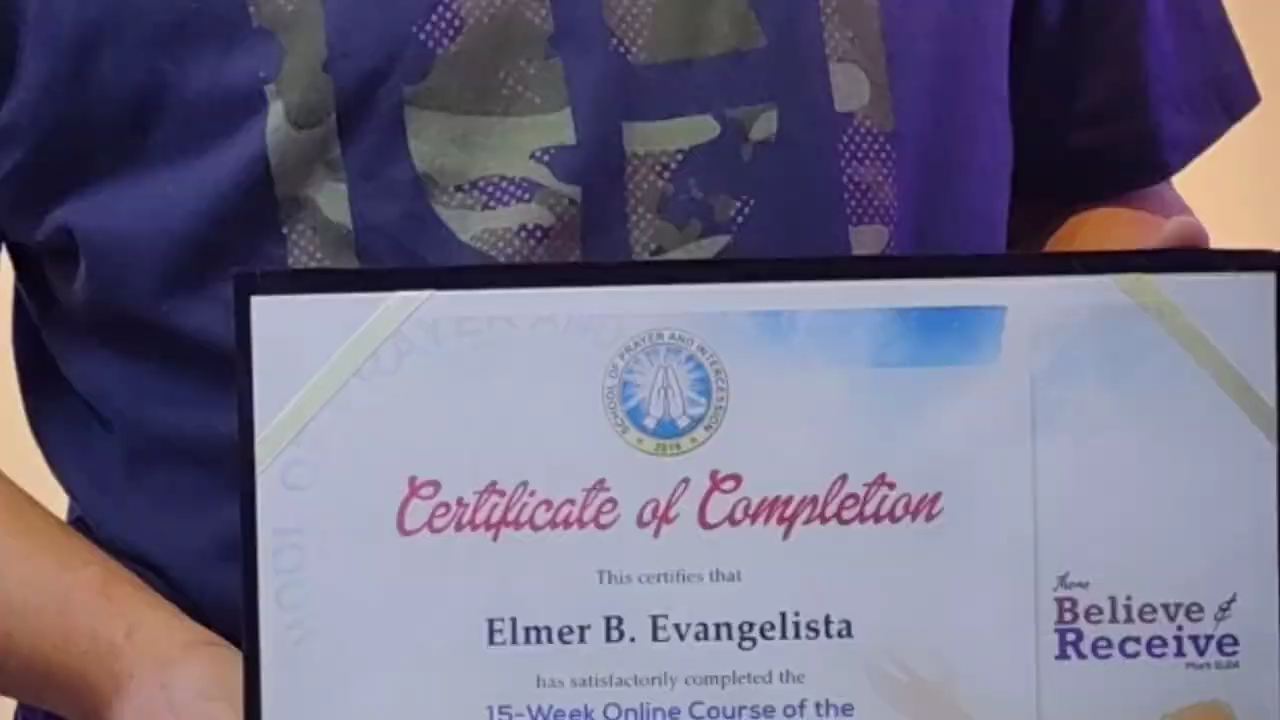 SCHOOL OF PRAYER AND INTERCESSION
Certificate of Completion
This certifies that
Elmer B. Evangelista
has satisfactorily completed the
15-Week Online Course of the
Theme
Believe &
Receive